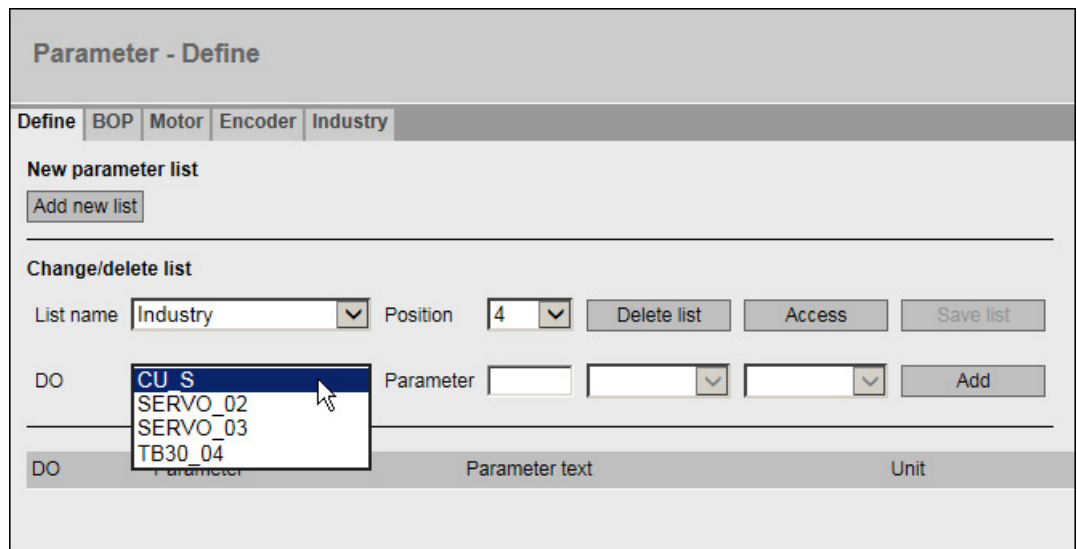 Parameter - Define
Define BOP Motor Encoder Industry
New parameter list
Add new list
Change/delete list
List name Industry Position 4 Delete list Access Save list
DO CU_S Parameter Add
SERVO_02
SERVO_03
TB30_04
DO Parameter Parameter text Unit